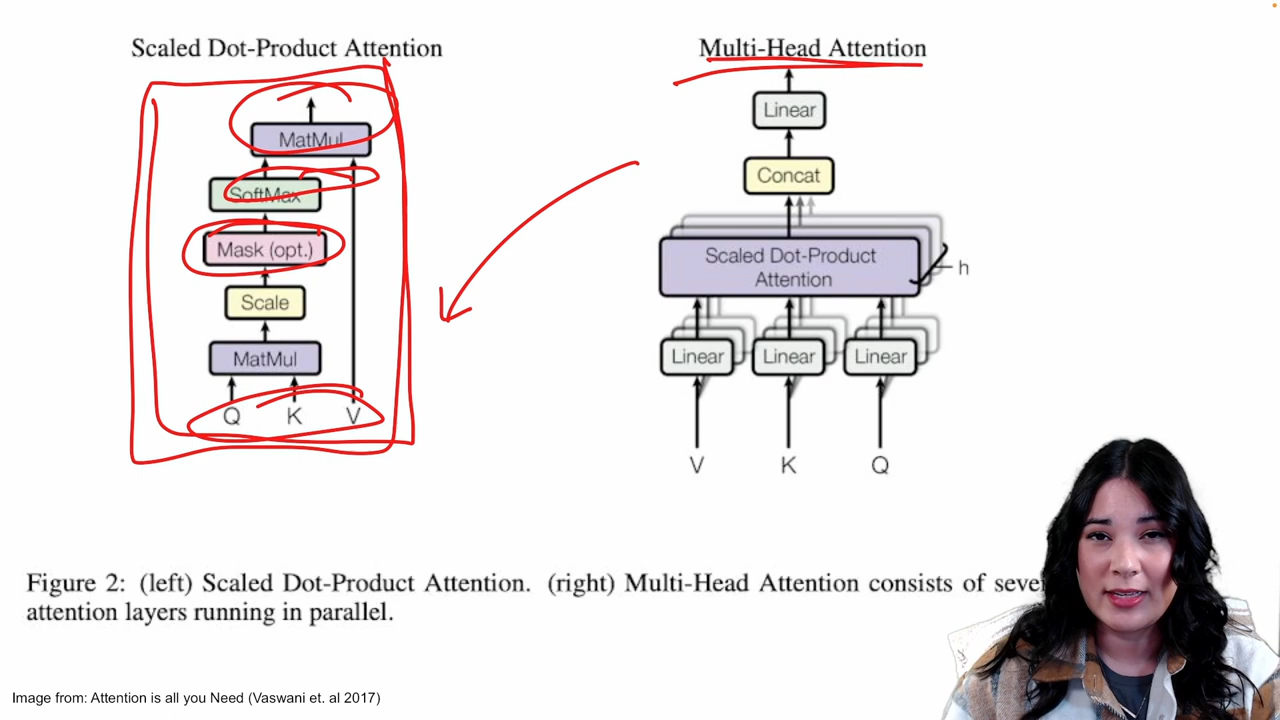 Scaled Dot-Product Attention
MatMul
SoftMax
Mask (opt.)
Scale
MatMul
Q K V
Multi-Head Attention
Linear
Concat
Scaled Dot-Product
Attention
h
Linear Linear Linear
V K Q
Figure 2: (left) Scaled Dot-Product Attention. (right) Multi-Head Attention consists of
attention layers running in parallel.
Image from: Attention is all you Need (Vaswani et. al 2017)